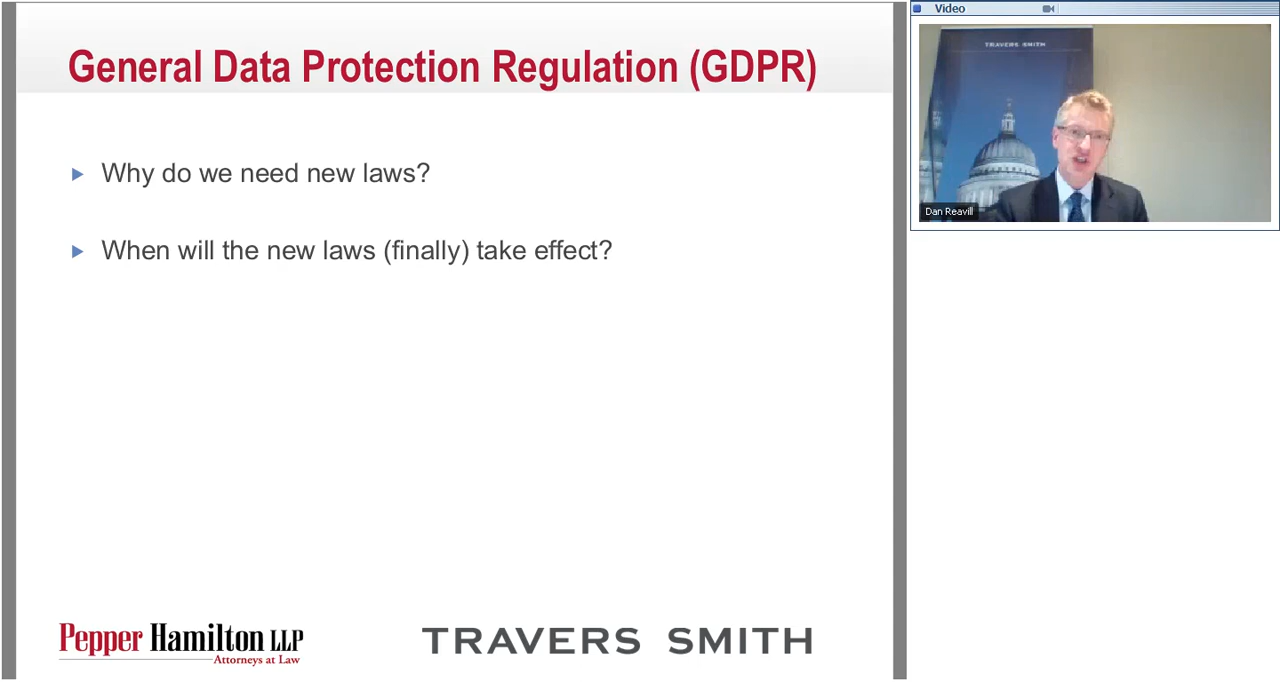 General Data Protection Regulation (GDPR)
Why do we need new laws?
When will the new laws (finally) take effect?
Pepper Hamilton LLP
Attorneys at Law
TRAVERS SMITH
Video
TRAVERS SMITH
Dan Reavill